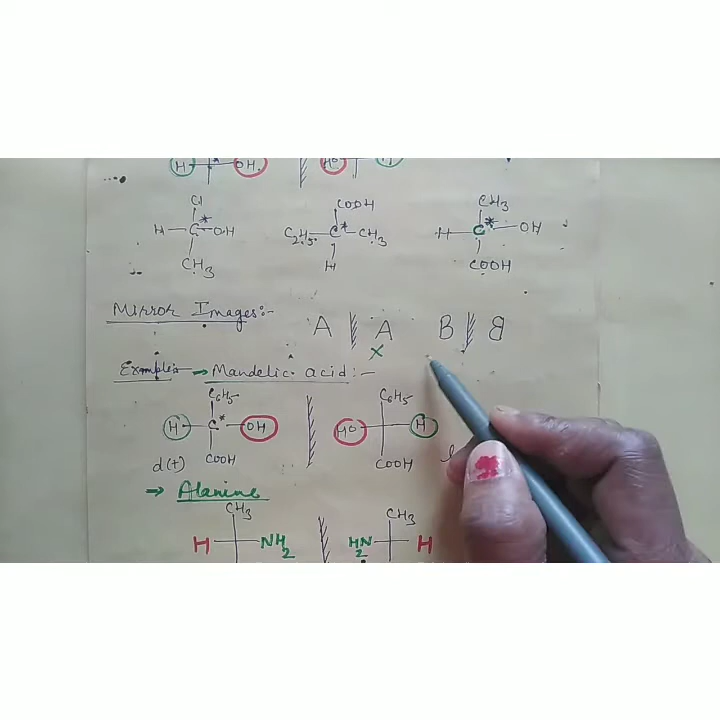 H * OH HO H
Cl COOH CH3
H C* OH C2H5 C* CH3 H C* OH
CH3 H COOH
Mirror Images:- A A B B
x
Example:- → Mandelic acid:-
C6H5 C6H5
H C* OH HO H
COOH COOH
d(+) l
→ Alanine
CH3 CH3
H NH2 H2N H